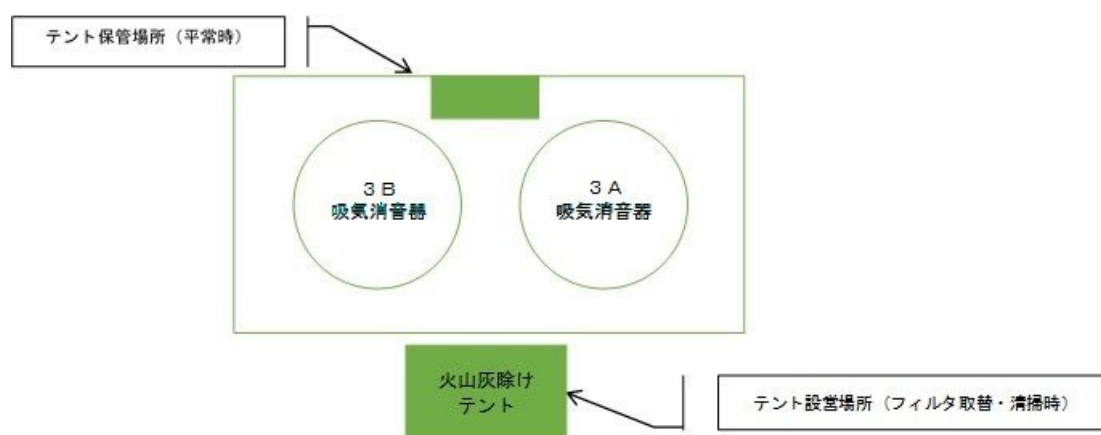 テント保管場所（平常時）
３Ｂ
吸気消音器
３Ａ
吸気消音器
火山灰除け
テント
テント設営場所（フィルタ取替・清掃時）